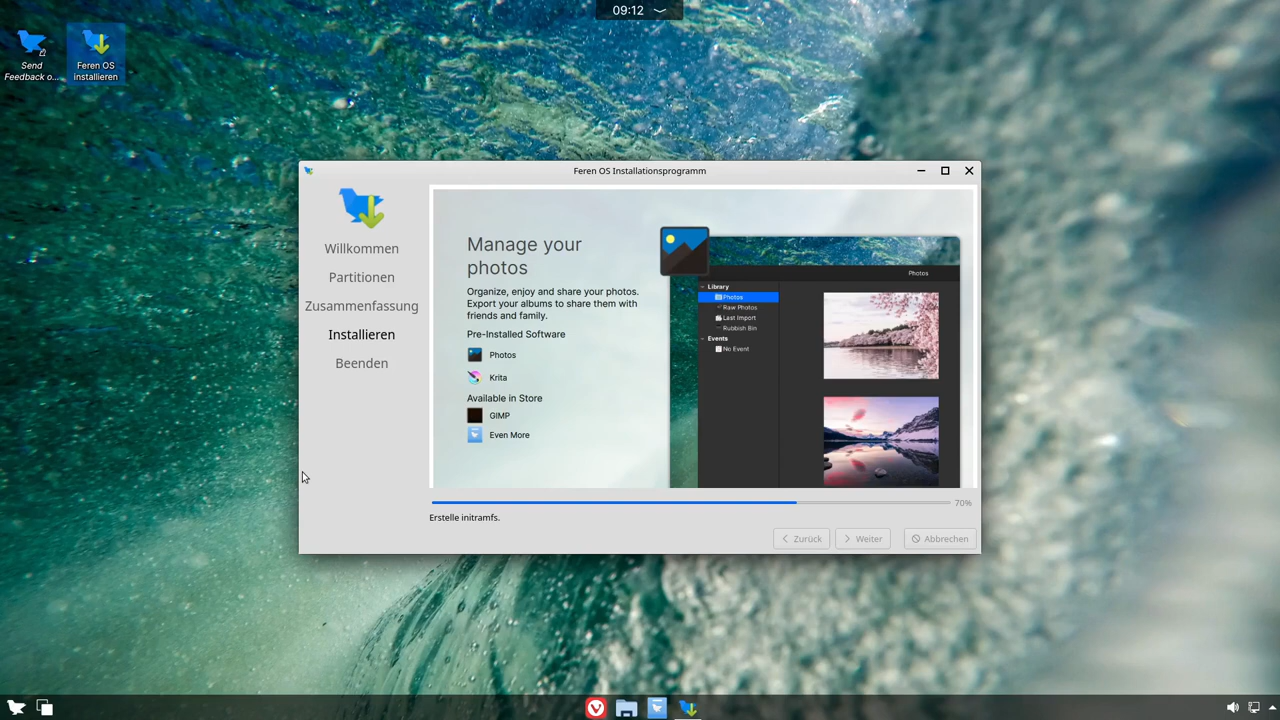 09:12
Send
Feedback o...
Feren OS
installieren
Feren OS Installationsprogramm
Willkommen
Partitionen
Zusammenfassung
Installieren
Beenden
Manage your
photos
Organize, enjoy and share your photos.
Export your albums to share them with
friends and family.
Pre-Installed Software
Photos
Krita
Available in Store
GIMP
Even More
Photos
Library
Photos
Raw Photos
Last Import
Rubbish Bin
Events
No Event
70%
Erstelle initramfs.
Zurück
Weiter
Abbrechen